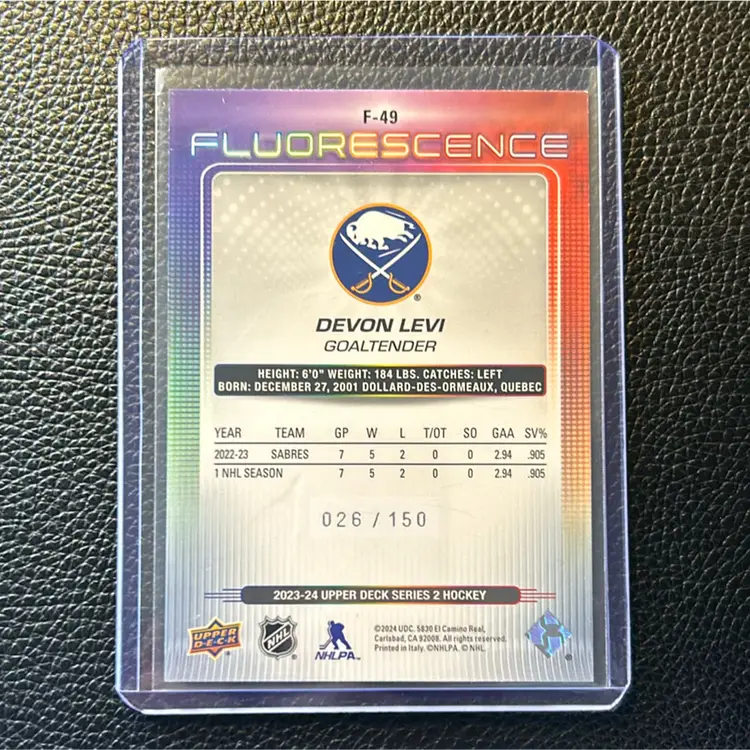 F-49
FLUORESCENCE
®
DEVON LEVI
GOALTENDER
HEIGHT: 6'0" WEIGHT: 184 LBS. CATCHES: LEFT
BORN: DECEMBER 27, 2001 DOLLARD-DES-ORMEAUX, QUEBEC
YEAR TEAM GP W L T/OT SO GAA SV%
2022-23 SABRES 7 5 2 0 0 2.94 .905
1 NHL SEASON 7 5 2 0 0 2.94 .905
026 / 150
2023-24 UPPER DECK SERIES 2 HOCKEY
UPPER DECK
NHL
NHLPA
©2024 UDC. 5830 El Camino Real,
Carlsbad, CA 92008. All rights reserved.
Printed in Italy. ©NHLPA. © NHL.